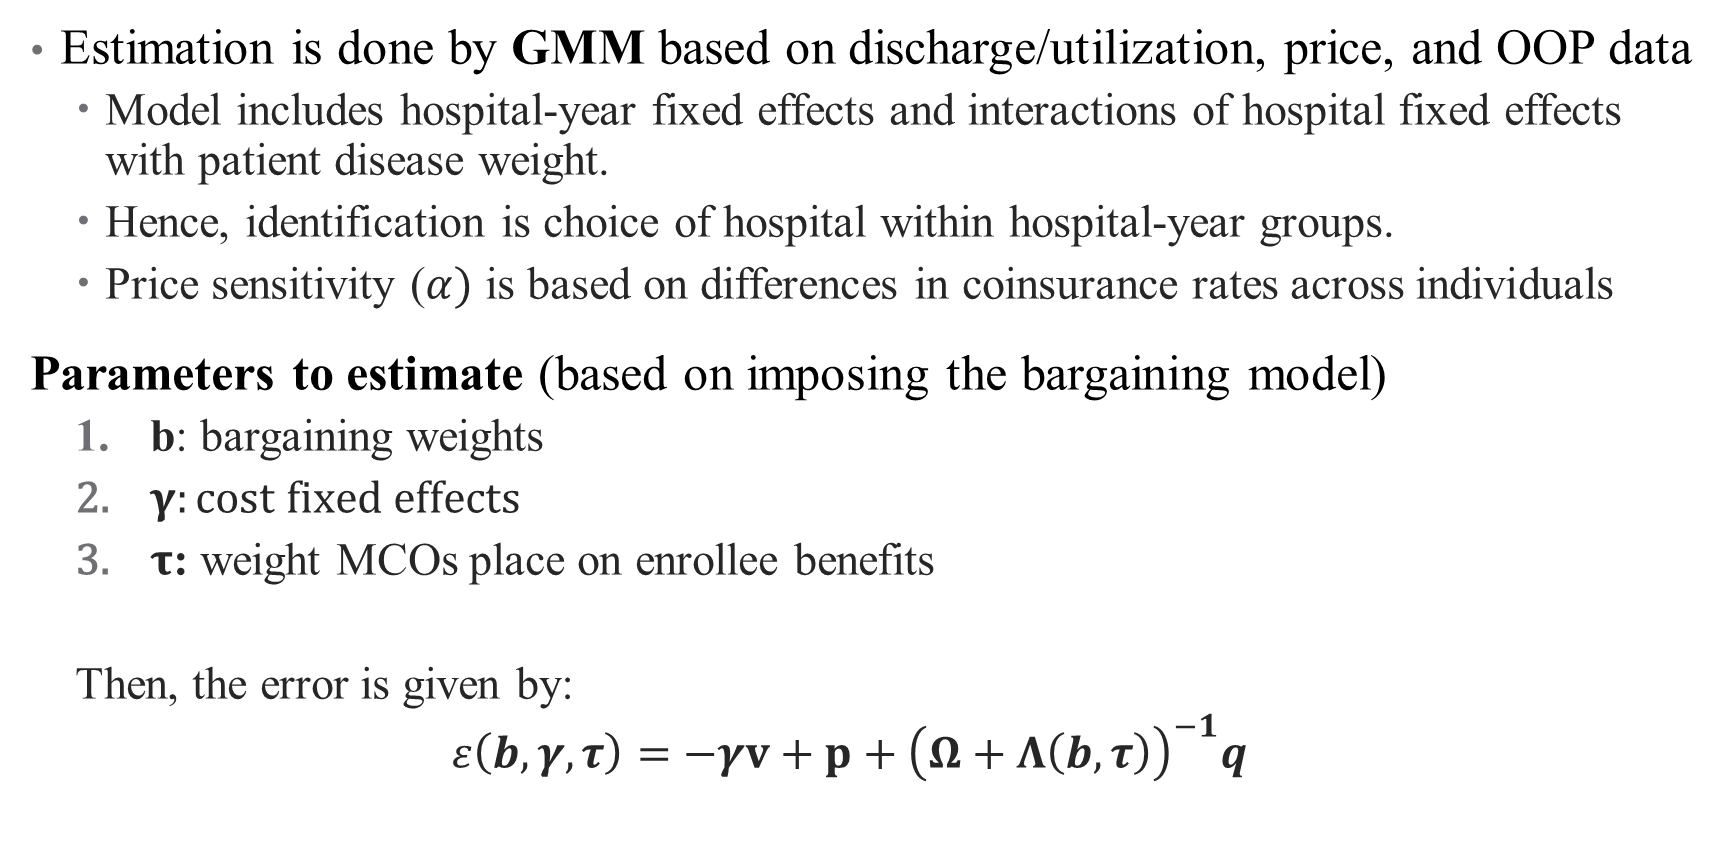 • Estimation is done by GMM based on discharge/utilization, price, and OOP data
• Model includes hospital-year fixed effects and interactions of hospital fixed effects
with patient disease weight.
• Hence, identification is choice of hospital within hospital-year groups.
• Price sensitivity (α) is based on differences in coinsurance rates across individuals
Parameters to estimate (based on imposing the bargaining model)
1. b: bargaining weights
2. γ: cost fixed effects
3. τ: weight MCOs place on enrollee benefits
Then, the error is given by:
ε(b, γ, τ) = −γv + p + (Ω + Λ(b, τ))⁻¹q